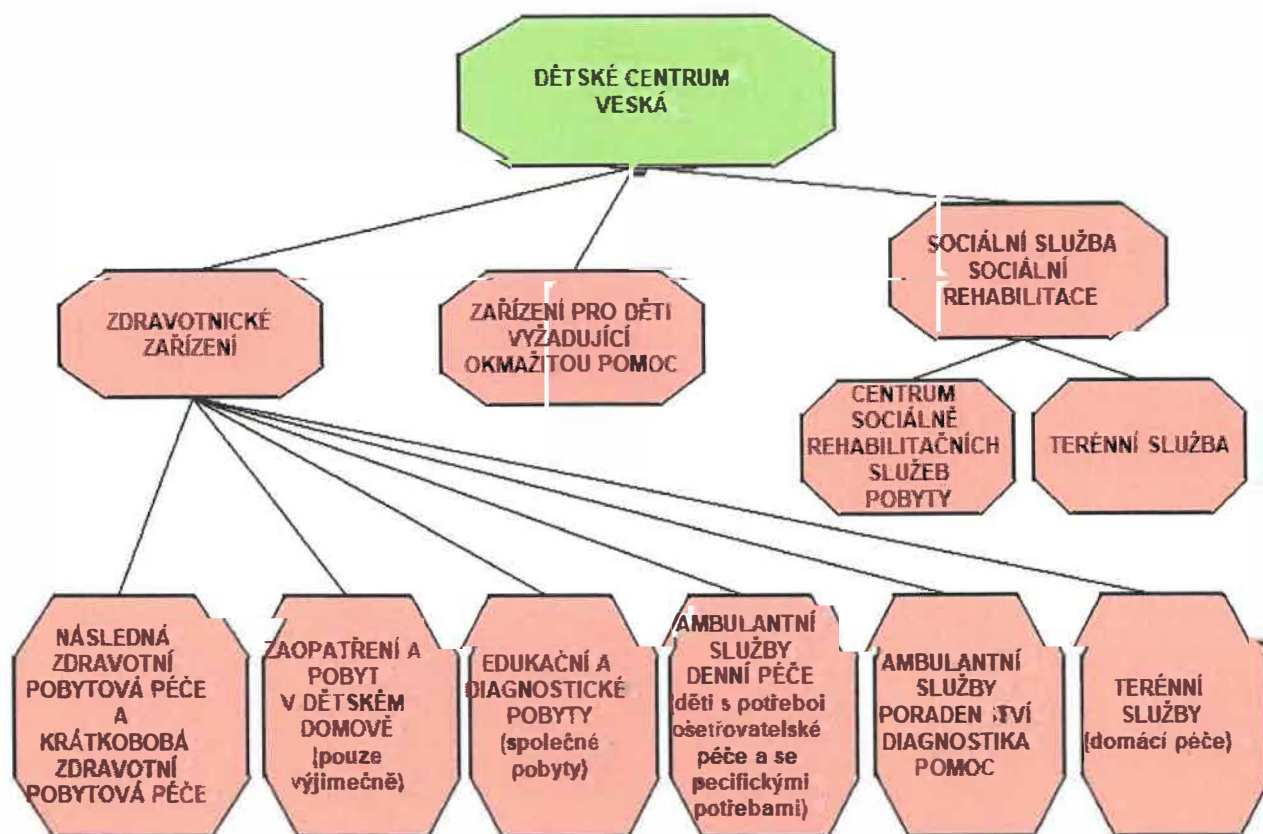 DĚTSKÉ CENTRUM
VESKÁ
SOCIÁLNÍ SLUŽBA
SOCIÁLNÍ
REHABILITACE
ZDRAVOTNICKÉ
ZAŘÍZENÍ
ZAŘÍZENÍ PRO DĚTI
VYŽADUJÍCÍ
OKMAŽITOU POMOC
CENTRUM
SOCIÁLNĚ
REHABILITAČNÍCH
SLUŽEB
POBYTY
TERÉNNÍ SLUŽBA
NÁSLEDNÁ
ZDRAVOTNÍ
POBYTOVÁ PÉČE
A
KRÁTKOBOBÁ
ZDRAVOTNÍ
POBYTOVÁ PÉČE
ZAOPATŘENÍ A
POBYT
V DĚTSKÉM
DOMOVĚ
(pouze
výjimečně)
EDUKAČNÍ A
DIAGNOSTICKÉ
POBYTY
(společné
pobyty)
AMBULANTNÍ
SLUŽBY
DENNÍ PÉČE
(děti s potřeboi
ošetřovatelské
péče a se
pecifickými
potřebami)
AMBULANTNÍ
SLUŽBY
PORADEN STVÍ
DIAGNOSTIKA
POMOC
TERÉNNÍ
SLUŽBY
(domácí péče)